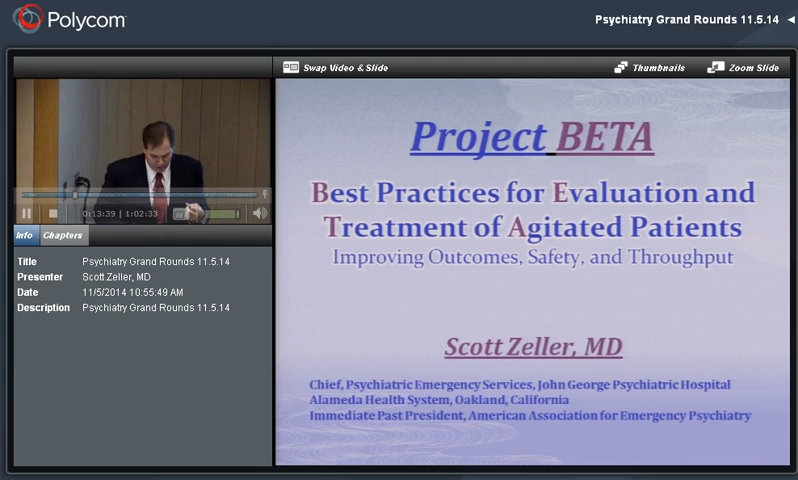 Polycom
Psychiatry Grand Rounds 11.5.14
Swap Video & Slide
Thumbnails
Zoom Slide
0:13:39 | 1:02:33
Info
Chapters
Title Psychiatry Grand Rounds 11.5.14
Presenter Scott Zeller, MD
Date 11/5/2014 10:55:49 AM
Description Psychiatry Grand Rounds 11.5.14
Project BETA
Best Practices for Evaluation and
Treatment of Agitated Patients
Improving Outcomes, Safety, and Throughput
Scott Zeller, MD
Chief, Psychiatric Emergency Services, John George Psychiatric Hospital
Alameda Health System, Oakland, California
Immediate Past President, American Association for Emergency Psychiatry